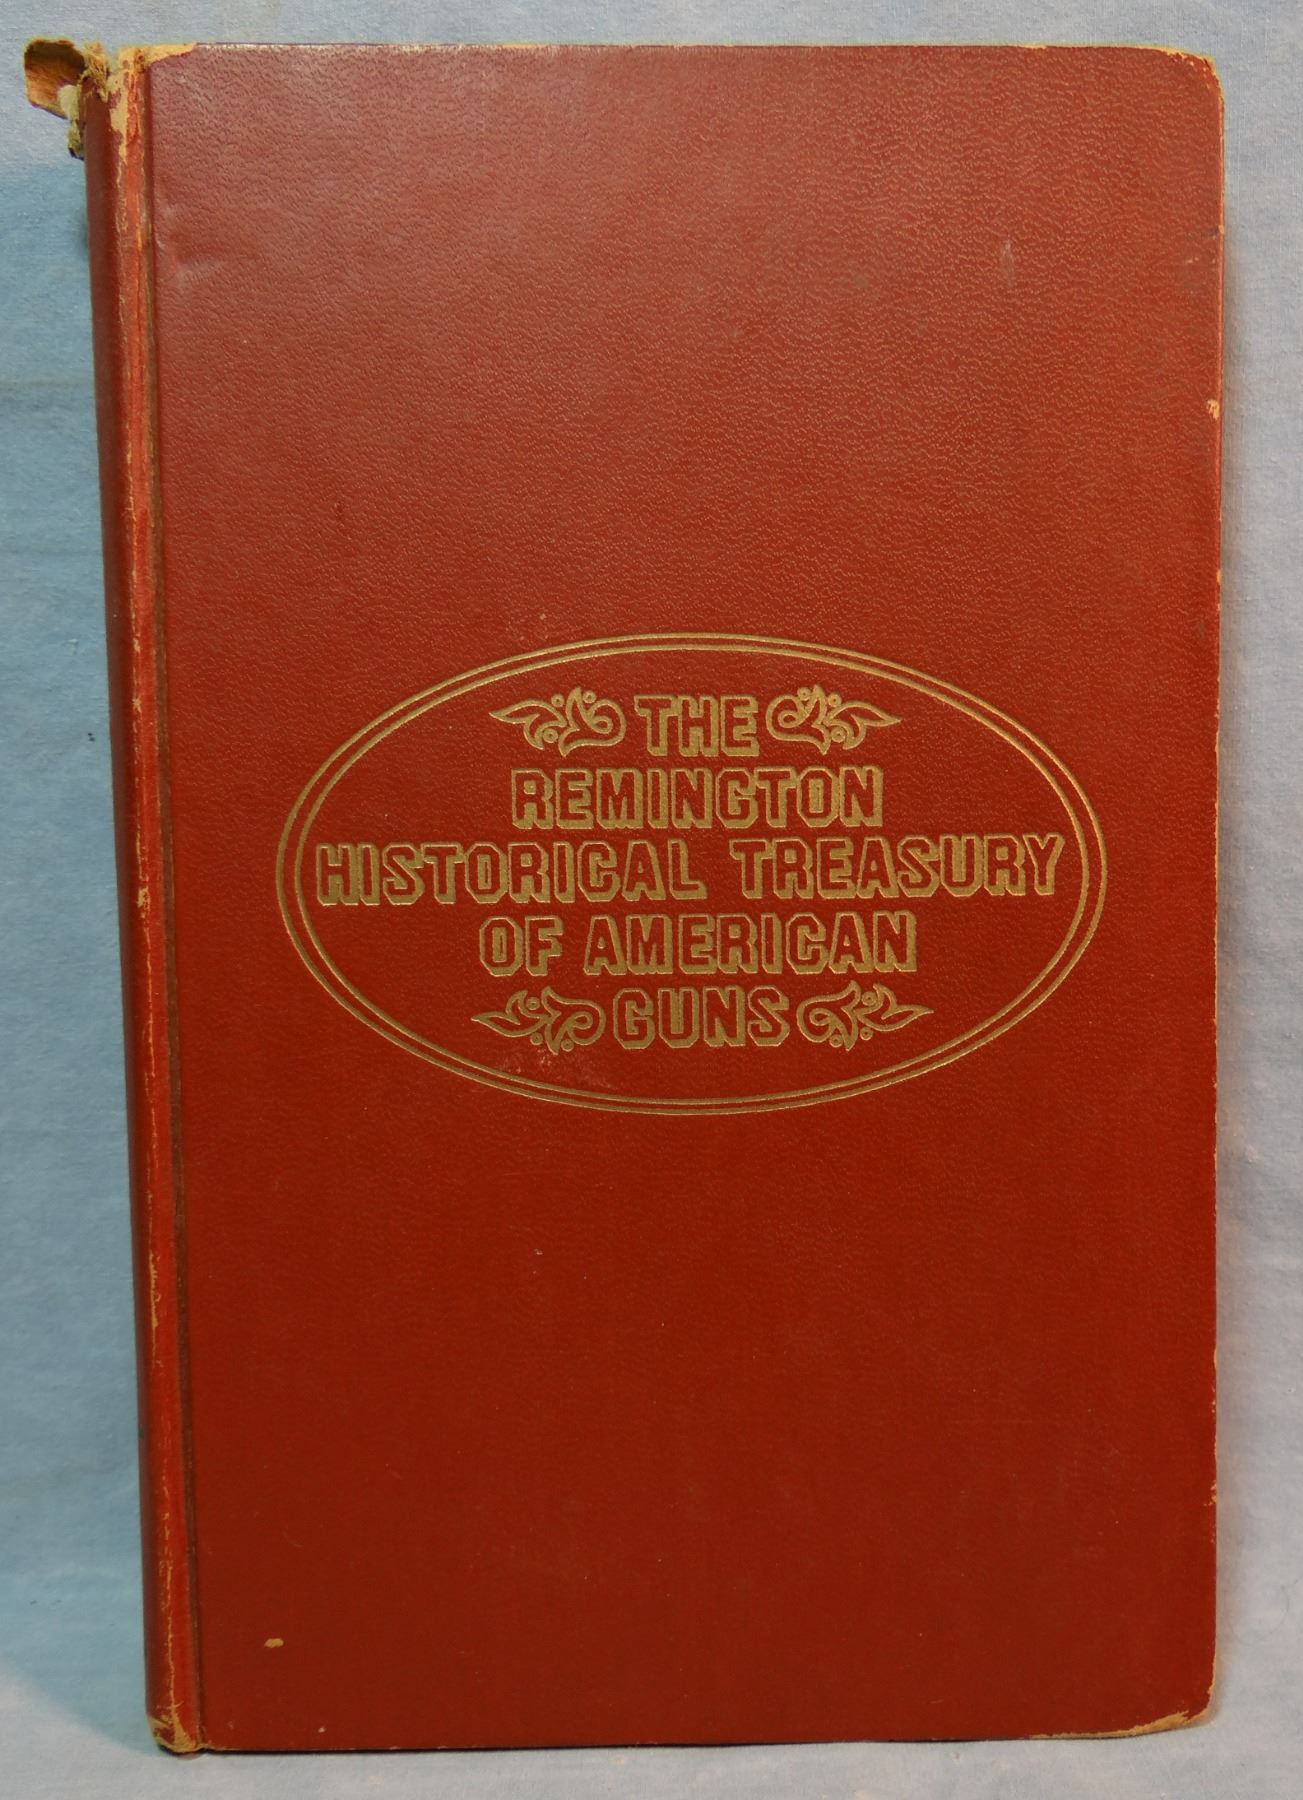 THE
REMINGTON
HISTORICAL TREASURY
OF AMERICAN
GUNS